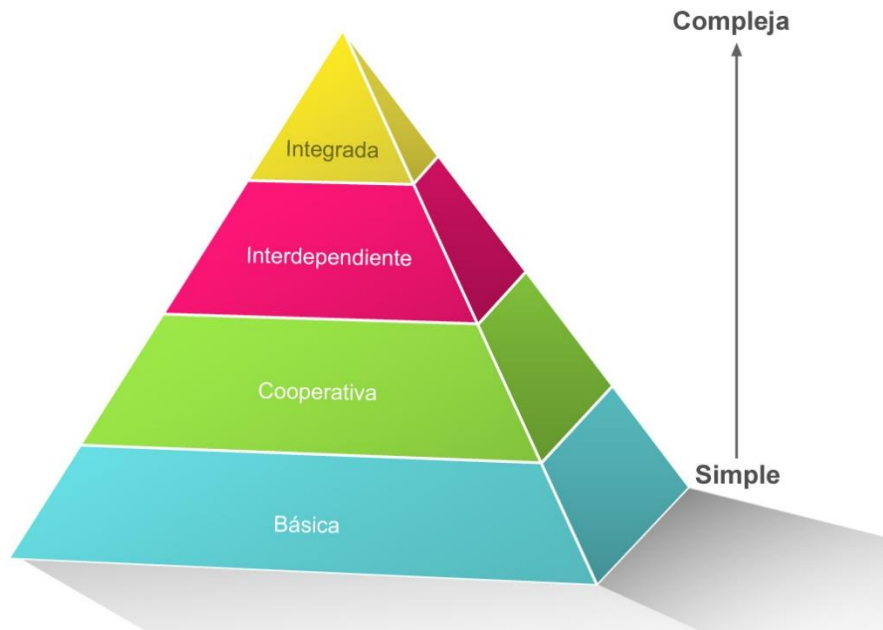 Compleja
Integrada
Interdependiente
Cooperativa
Simple
Básica